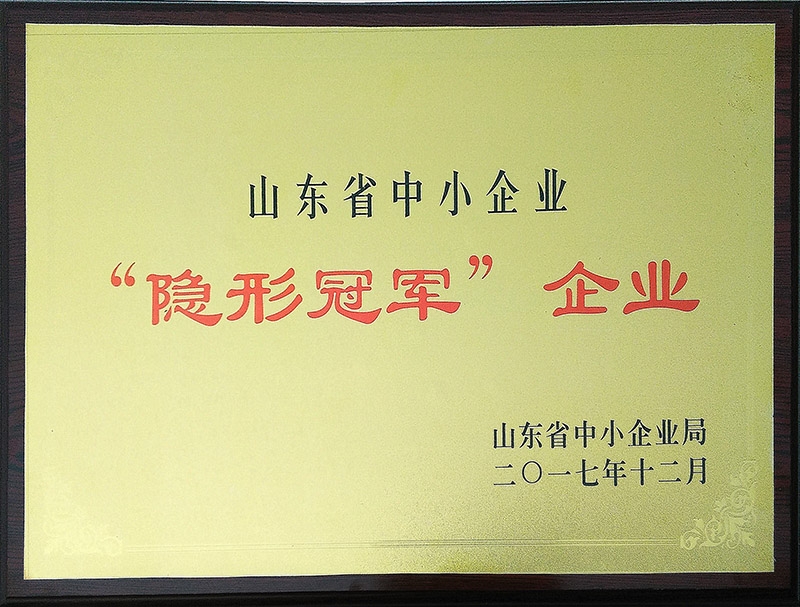 山东省中小企业
“隐形冠军”企业
山东省中小企业局
二〇一七年十二月